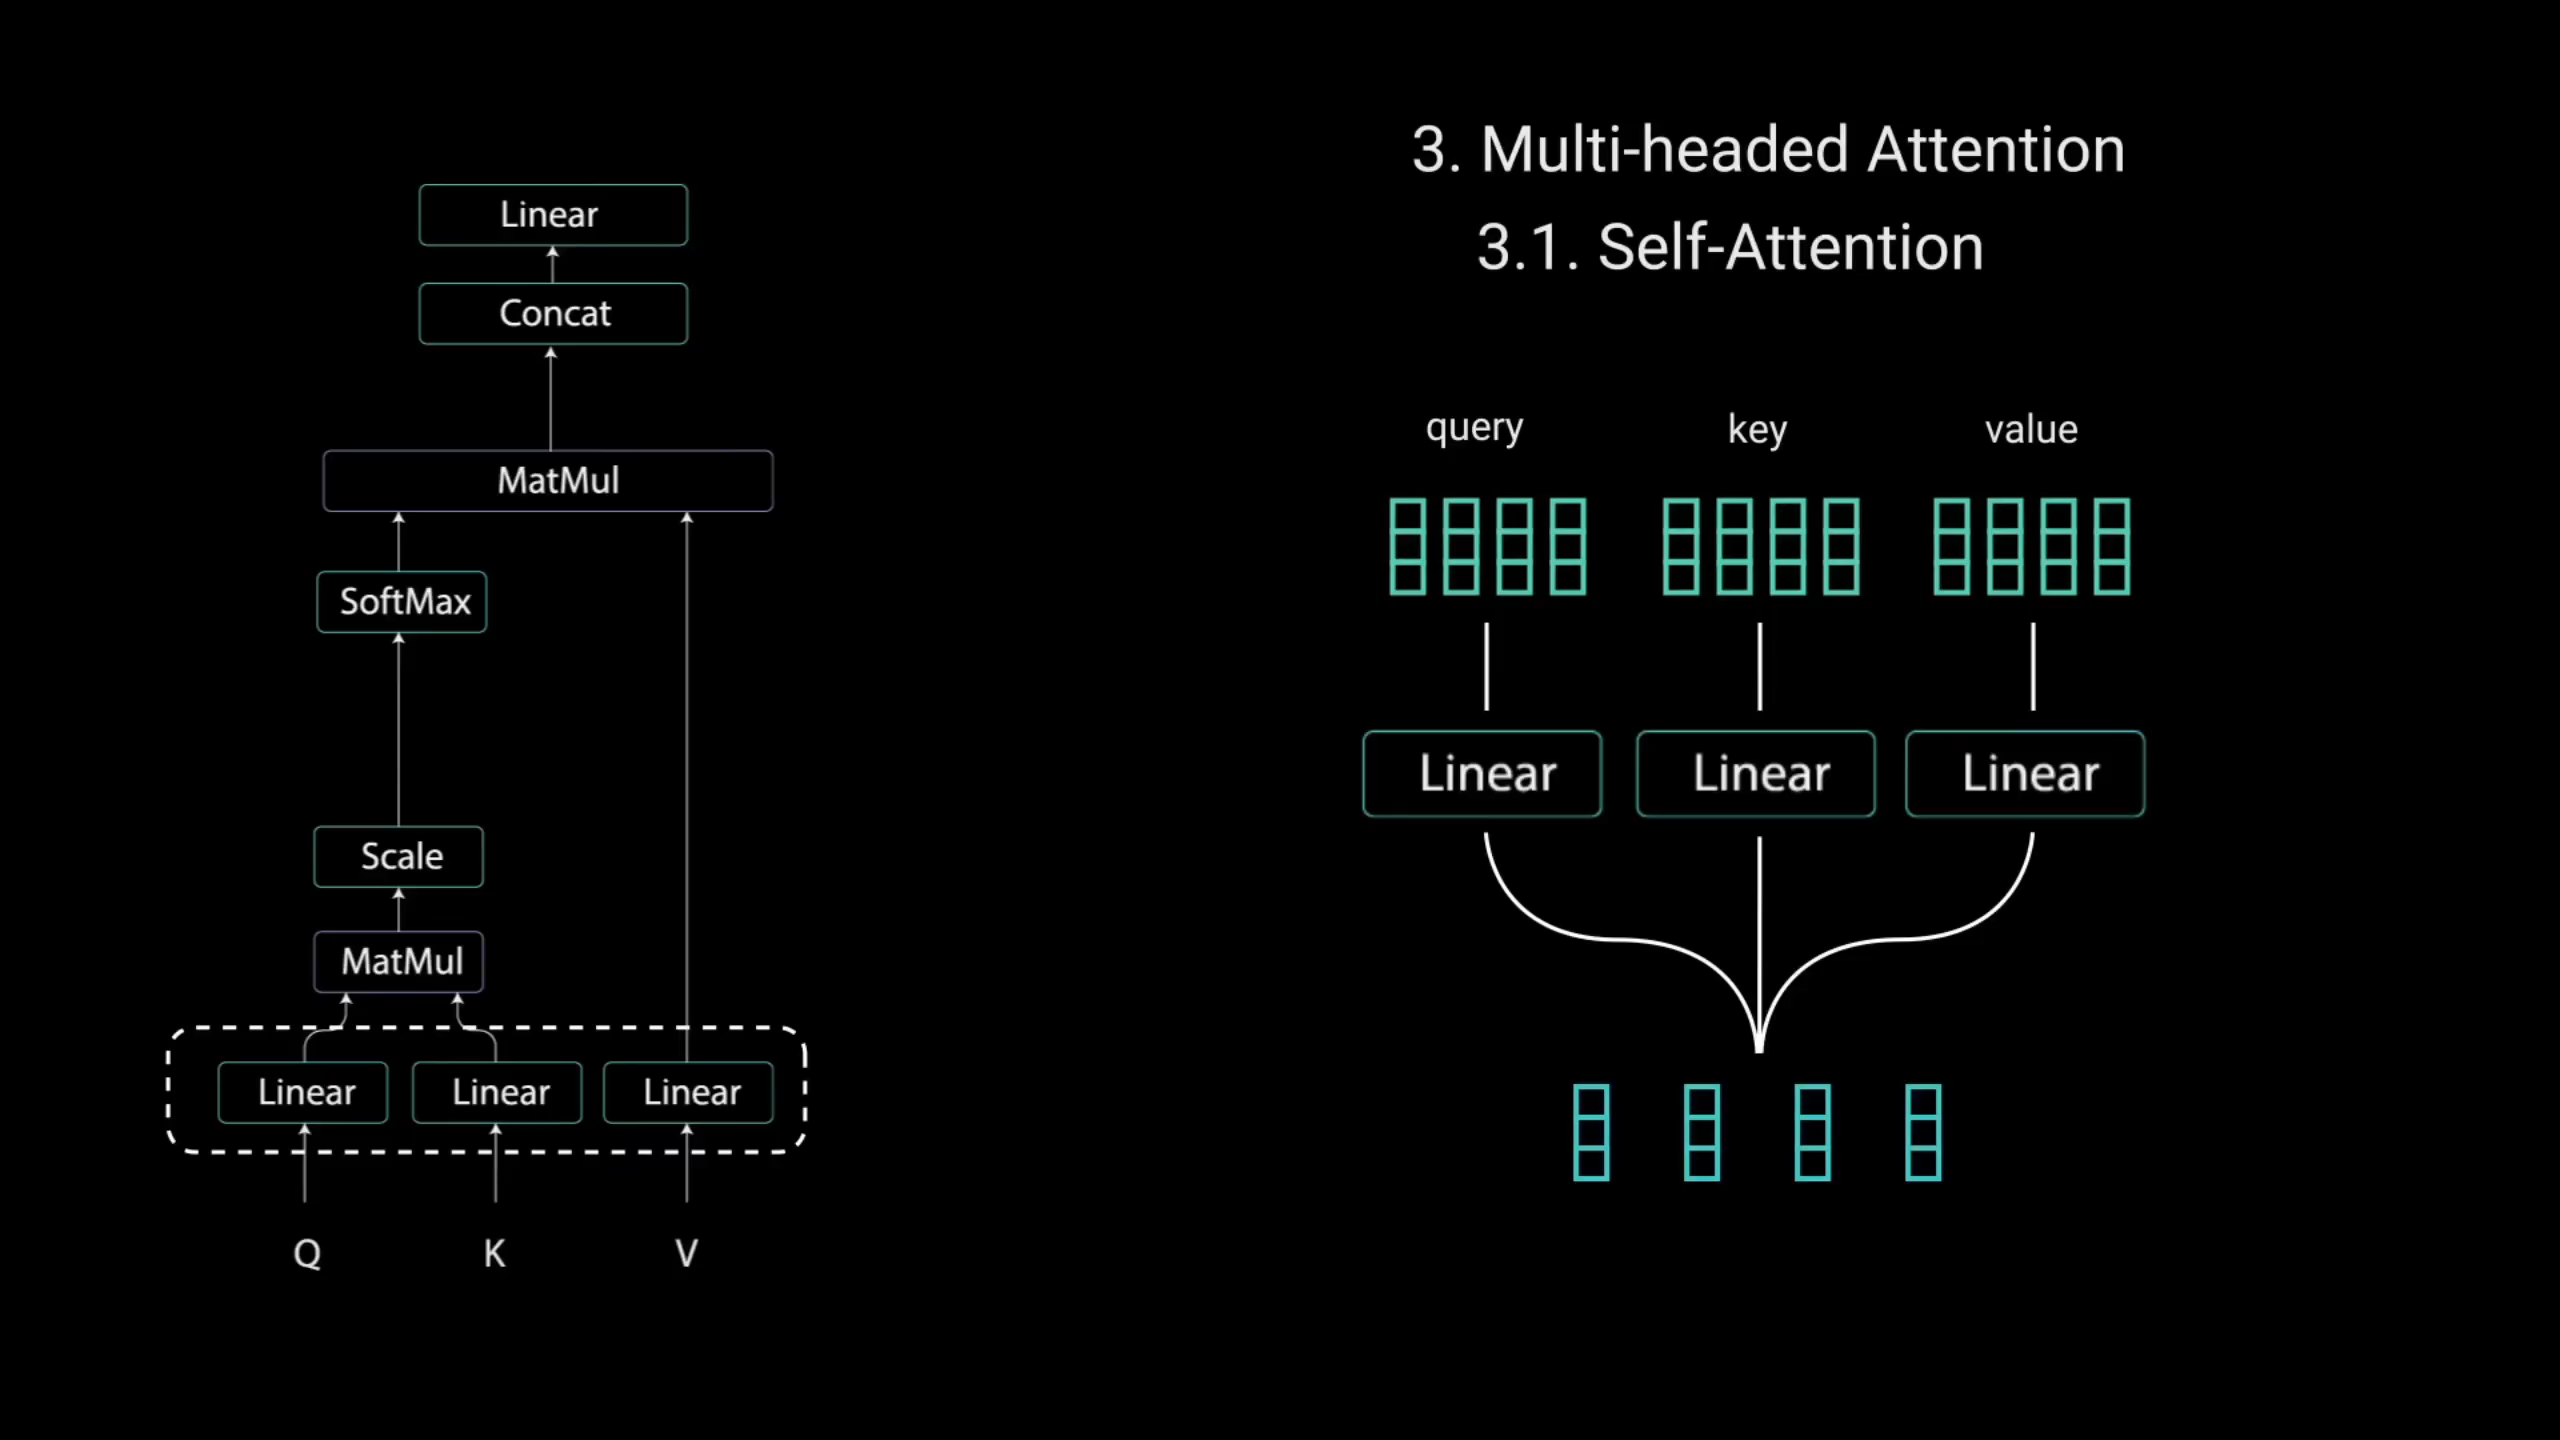 Linear
Concat
MatMul
SoftMax
Scale
MatMul
Linear Linear Linear
Q K V
3. Multi-headed Attention
3.1. Self-Attention
query key value
Linear Linear Linear